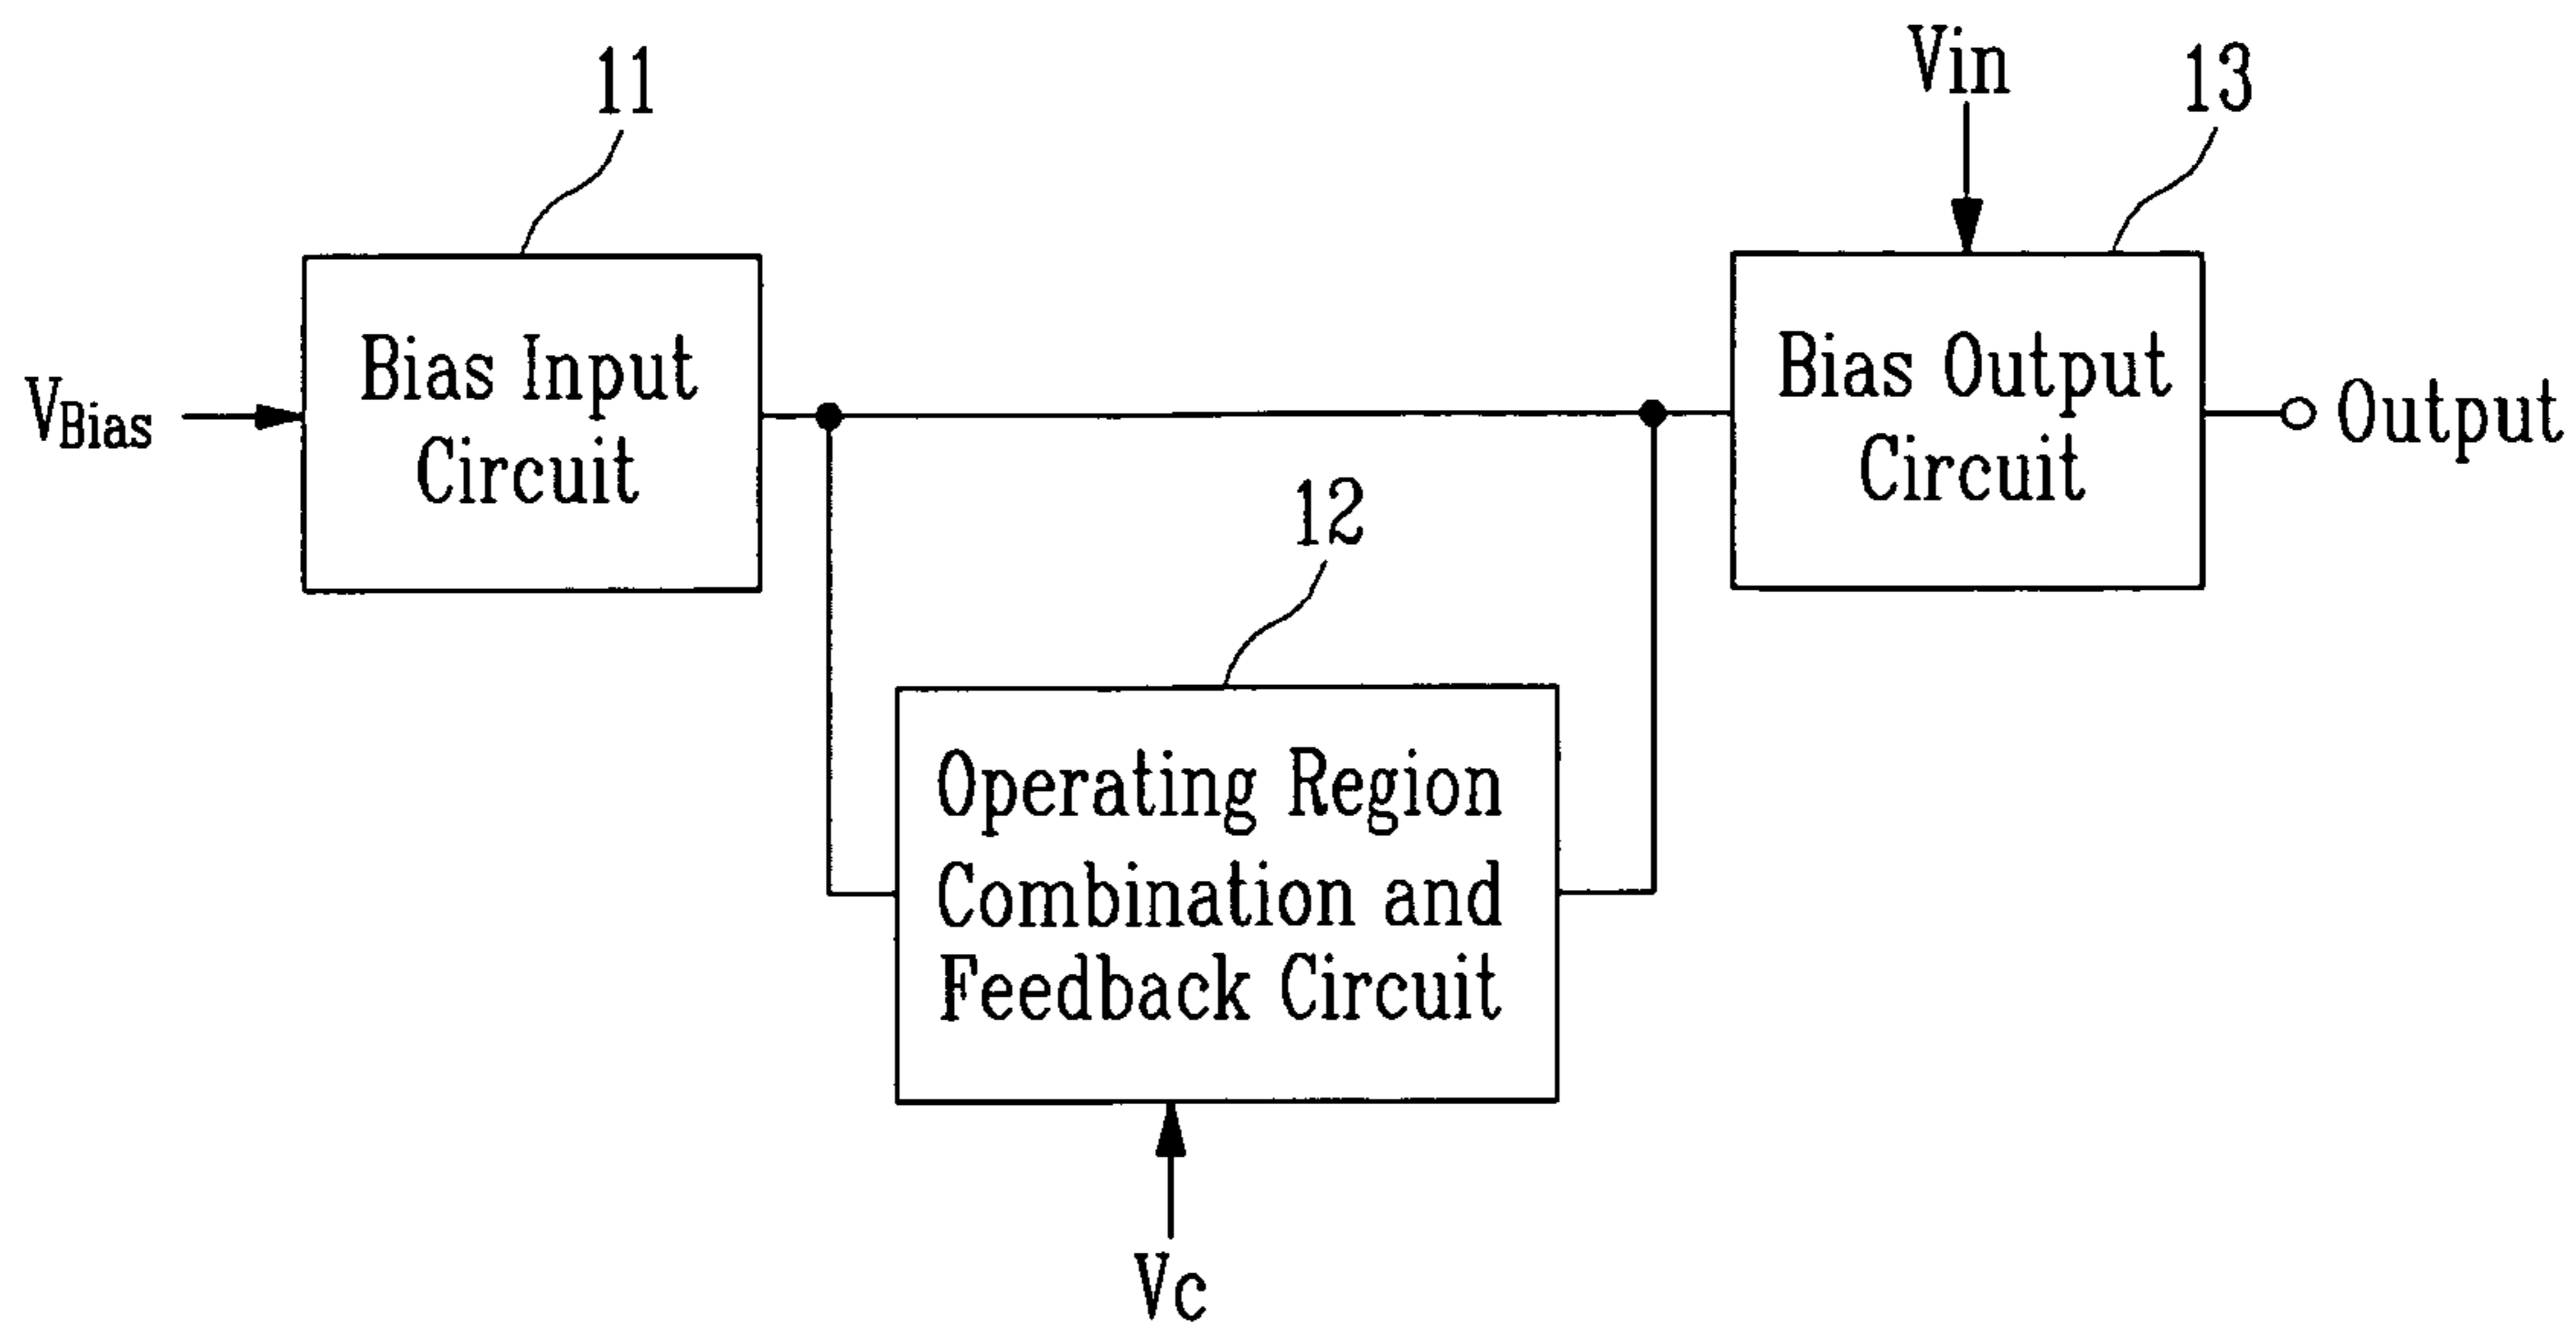 11
Vin
13
Bias Input
Circuit
VBias
Bias Output
Circuit
Output
12
Operating Region
Combination and
Feedback Circuit
Vc